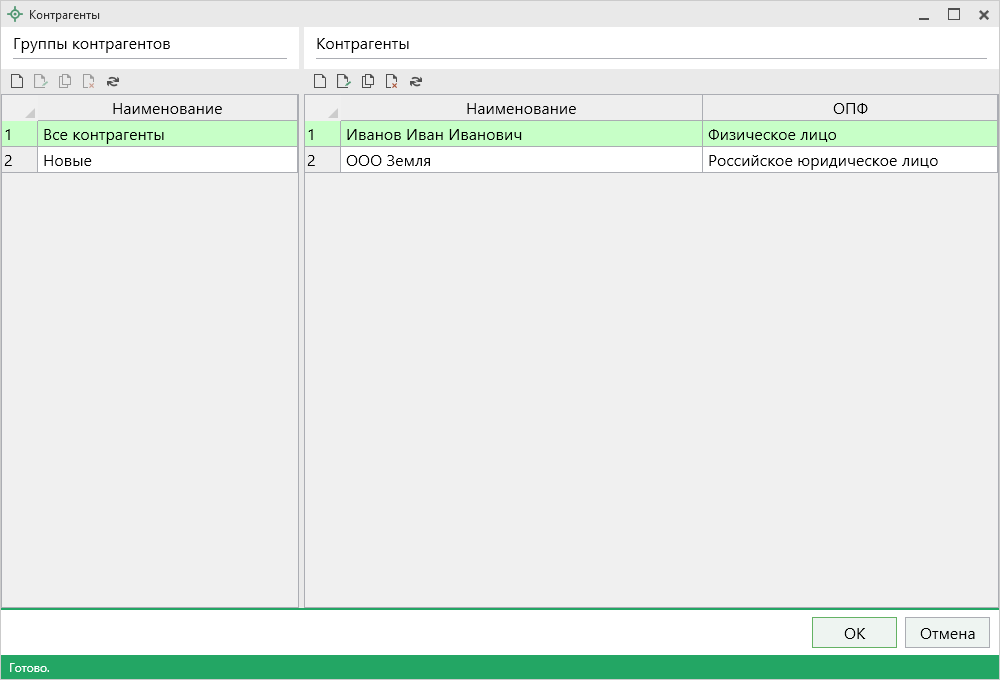 Контрагенты
Группы контрагентов
Контрагенты
Наименование
1 Все контрагенты
2 Новые
Наименование ОПФ
1 Иванов Иван Иванович Физическое лицо
2 ООО Земля Российское юридическое лицо
ОК Отмена
Готово.